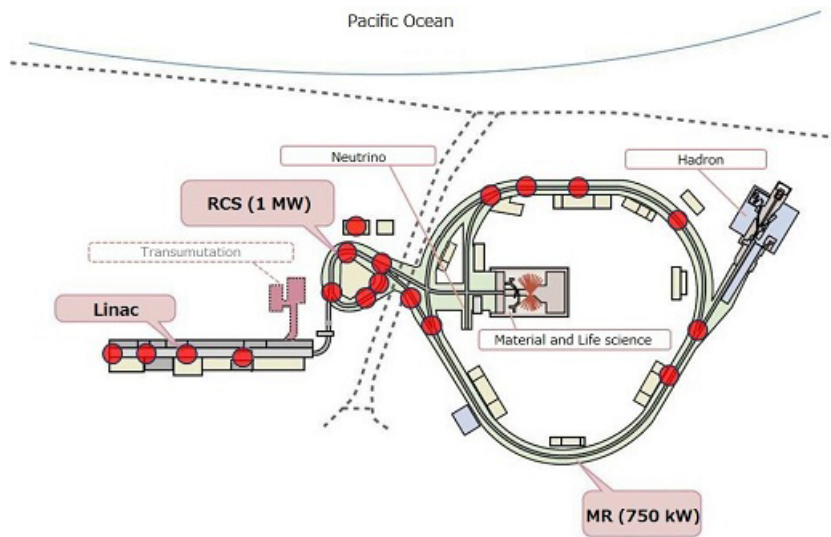 Pacific Ocean
Neutrino
Hadron
RCS (1 MW)
Transumutation
Linac
Material and Life science
MR (750 kW)